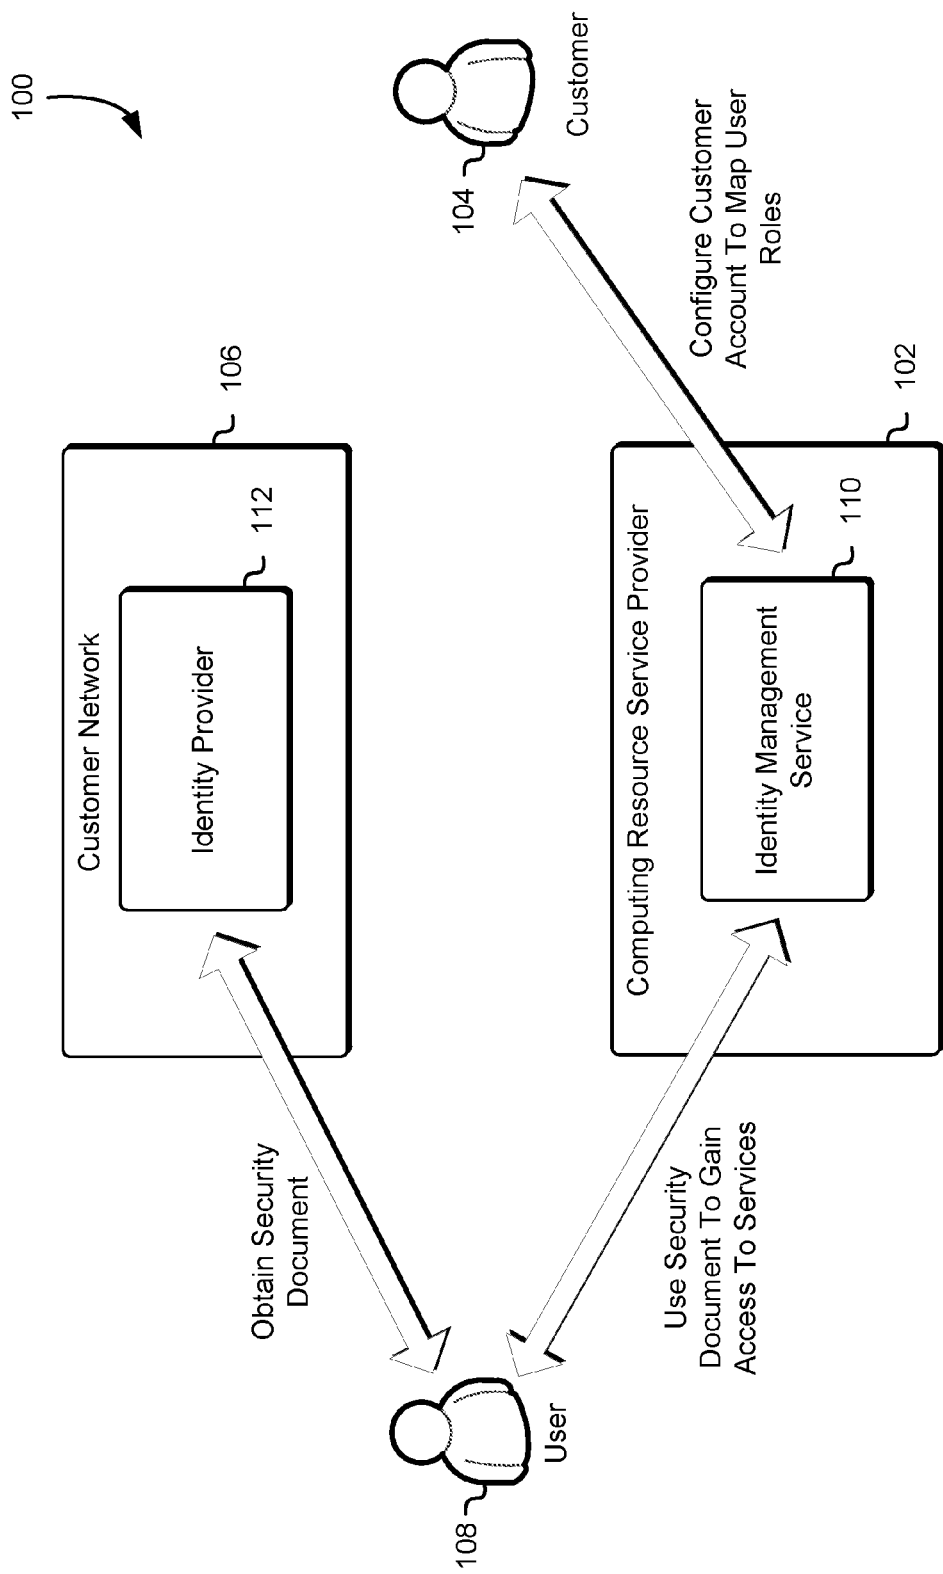 100
Customer Network
106
Identity Provider
112
Obtain Security
Document
108
User
104
Customer
Use Security
Document To Gain
Access To Services
Computing Resource Service Provider
102
Identity Management
Service
110
Configure Customer
Account To Map User
Roles